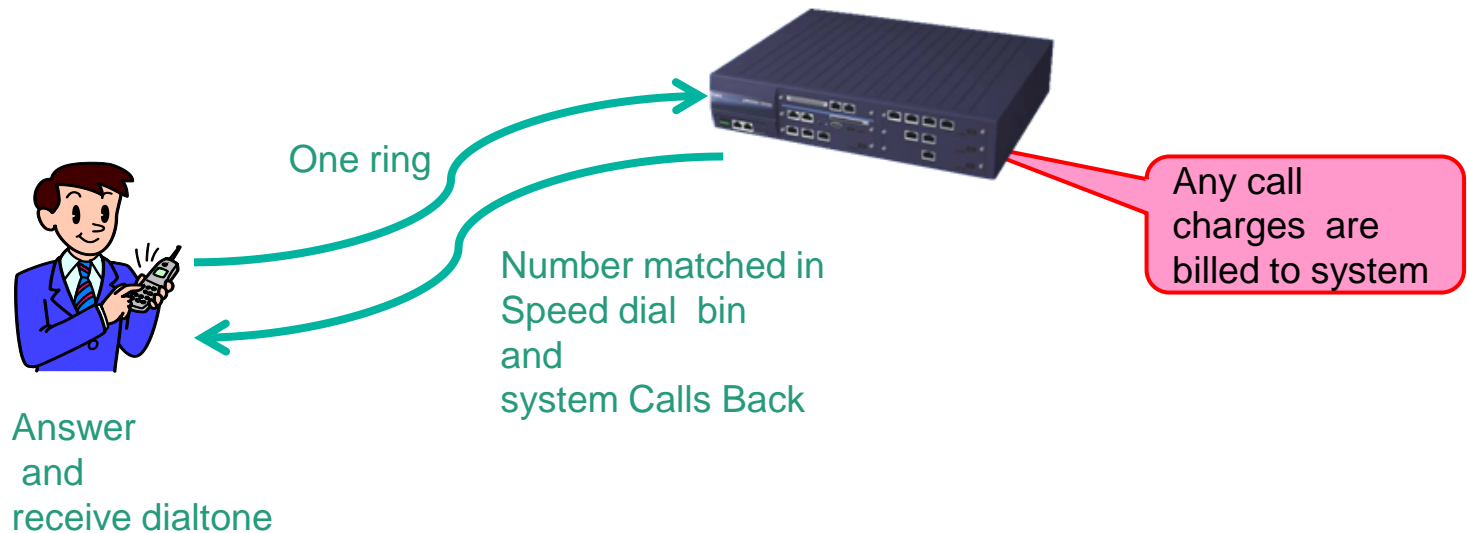 One ring
Number matched in
Speed dial bin
and
system Calls Back
Any call
charges are
billed to system
Answer
and
receive dialtone